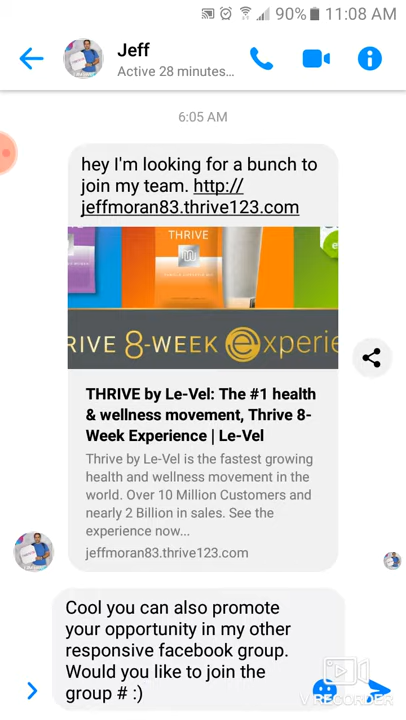 90% 11:08 AM
Jeff
Active 28 minutes...
6:05 AM
hey I'm looking for a bunch to
join my team. http://
jeffmoran83.thrive123.com
THRIVE
RIVE 8-WEEK experie
THRIVE by Le-Vel: The #1 health
& wellness movement, Thrive 8-
Week Experience | Le-Vel
Thrive by Le-Vel is the fastest growing
health and wellness movement in the
world. Over 10 Million Customers and
nearly 2 Billion in sales. See the
experience now...
jeffmoran83.thrive123.com
Cool you can also promote
your opportunity in my other
responsive facebook group.
Would you like to join the
group # :)
V RECORDER